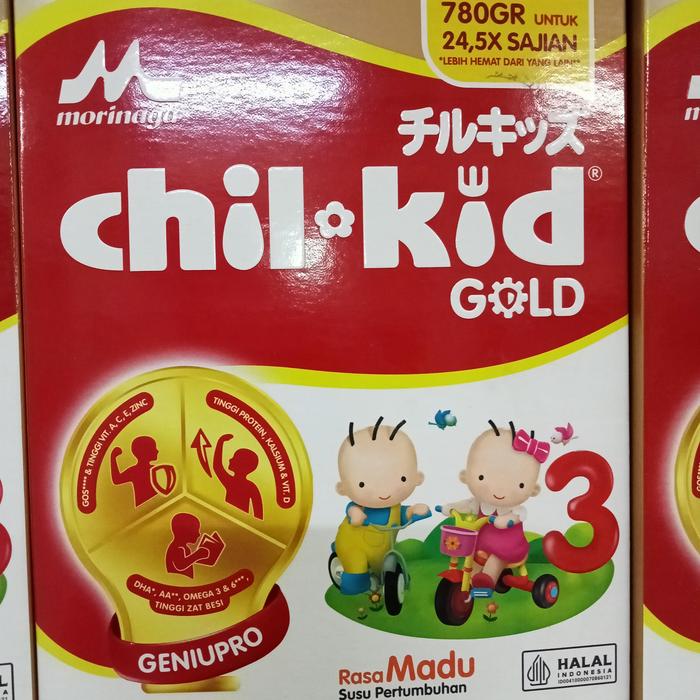 780GR UNTUK
24,5X SAJIAN
*LEBIH HEMAT DARI YANG LAIN**
morinaga
チルキッズ
chil*kid®
GOLD
GOS**** & TINGGI VIT. A, C, E, ZINC
TINGGI PROTEIN, KALSIUM & VIT. D
DHA*, AA**, OMEGA 3 & 6***,
TINGGI ZAT BESI
GENIUPRO
3
Rasa Madu
Susu Pertumbuhan
HALAL
INDONESIA